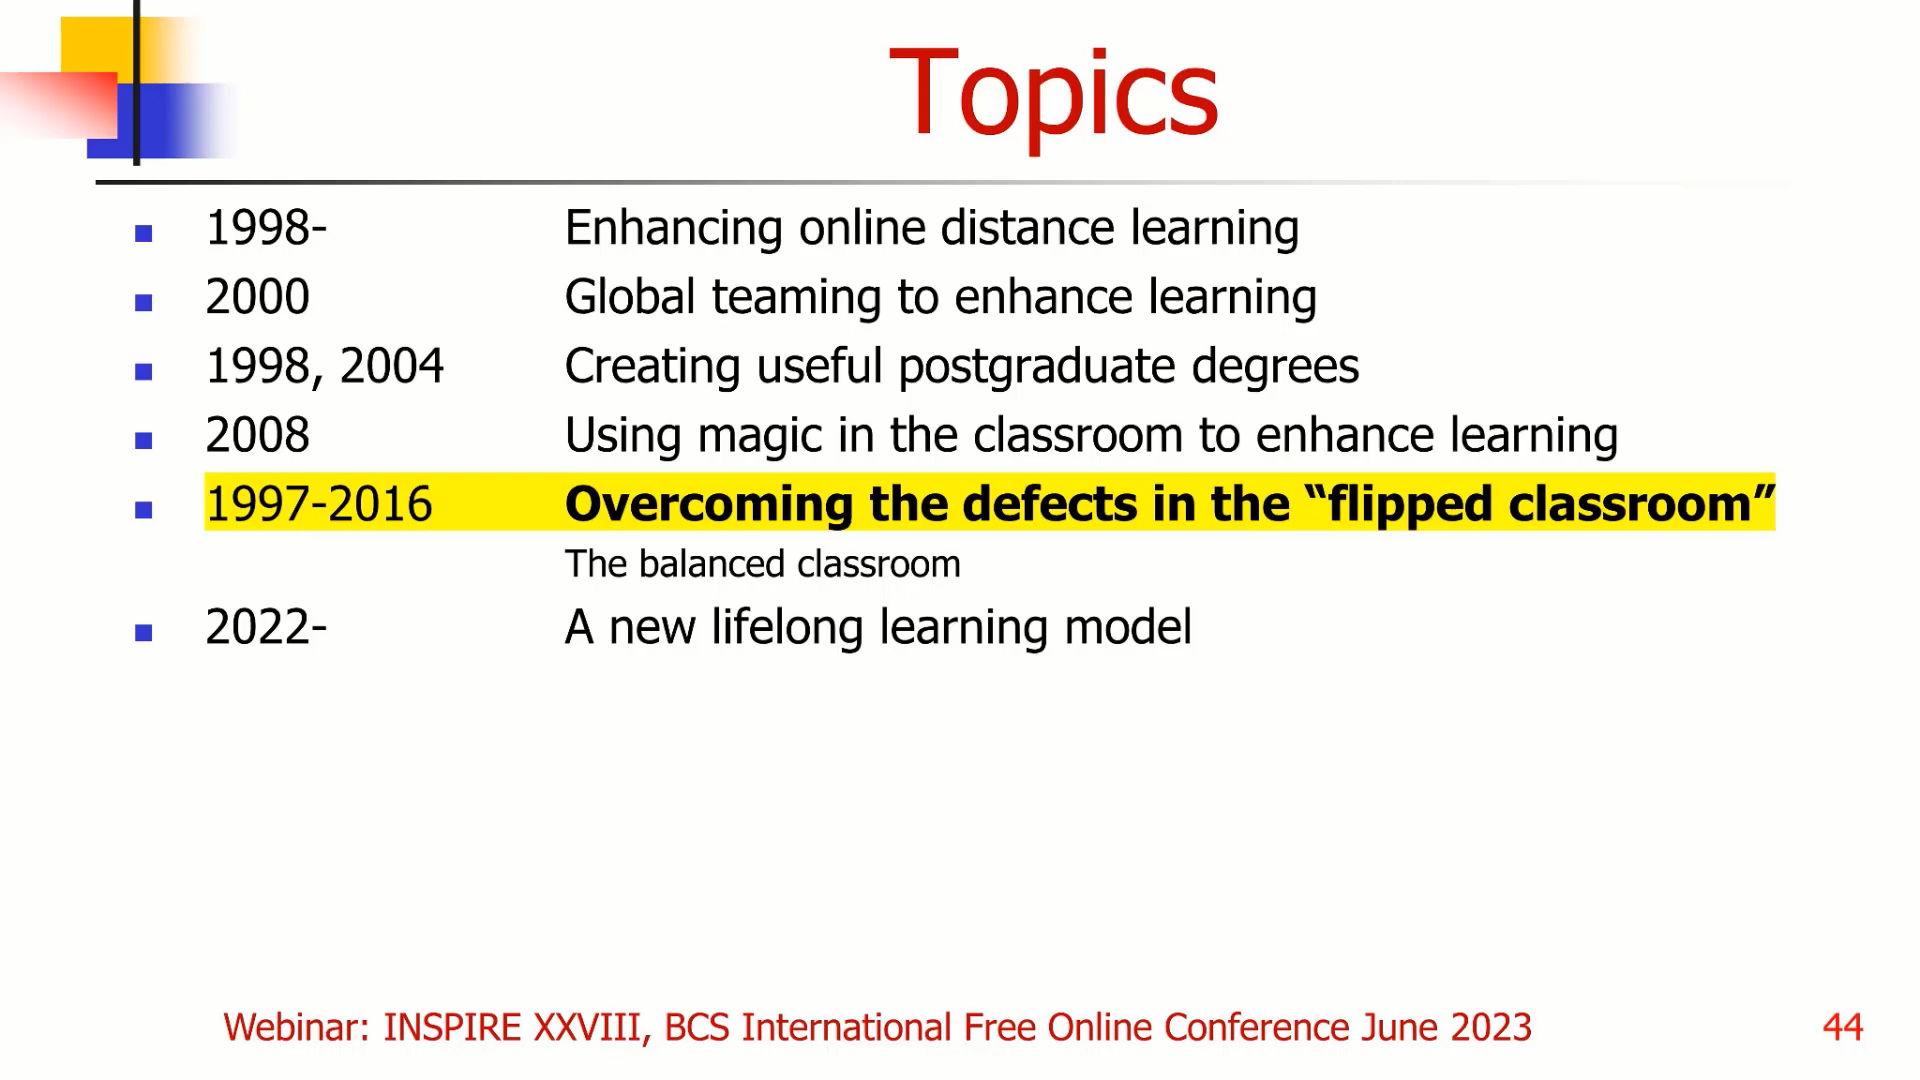 Topics
1998- Enhancing online distance learning
2000 Global teaming to enhance learning
1998, 2004 Creating useful postgraduate degrees
2008 Using magic in the classroom to enhance learning
1997-2016 Overcoming the defects in the “flipped classroom”
The balanced classroom
2022- A new lifelong learning model
Webinar: INSPIRE XXVIII, BCS International Free Online Conference June 2023 44